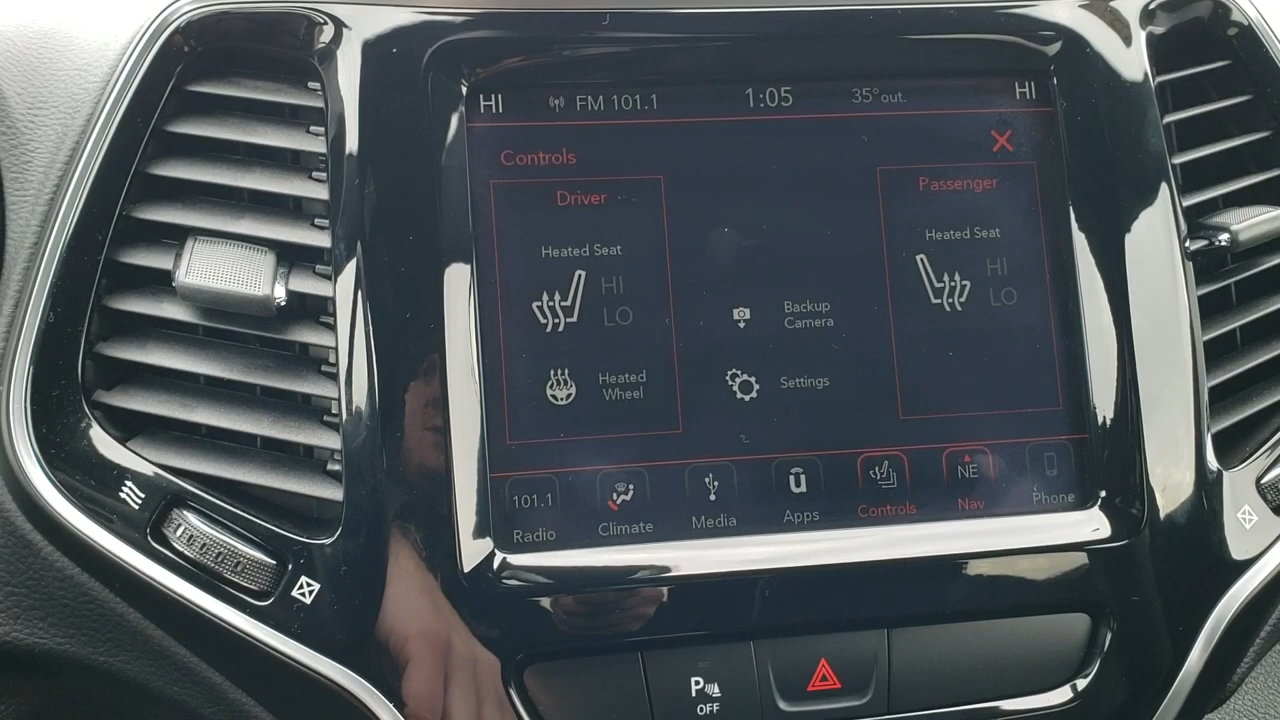 HI FM 101.1 1:05 35° out. HI
Controls
Driver
Heated Seat
HI
LO
Heated
Wheel
Backup
Camera
Settings
Passenger
Heated Seat
HI
LO
101.1 NE
Radio Climate Media Apps Controls Nav Phone
P
OFF